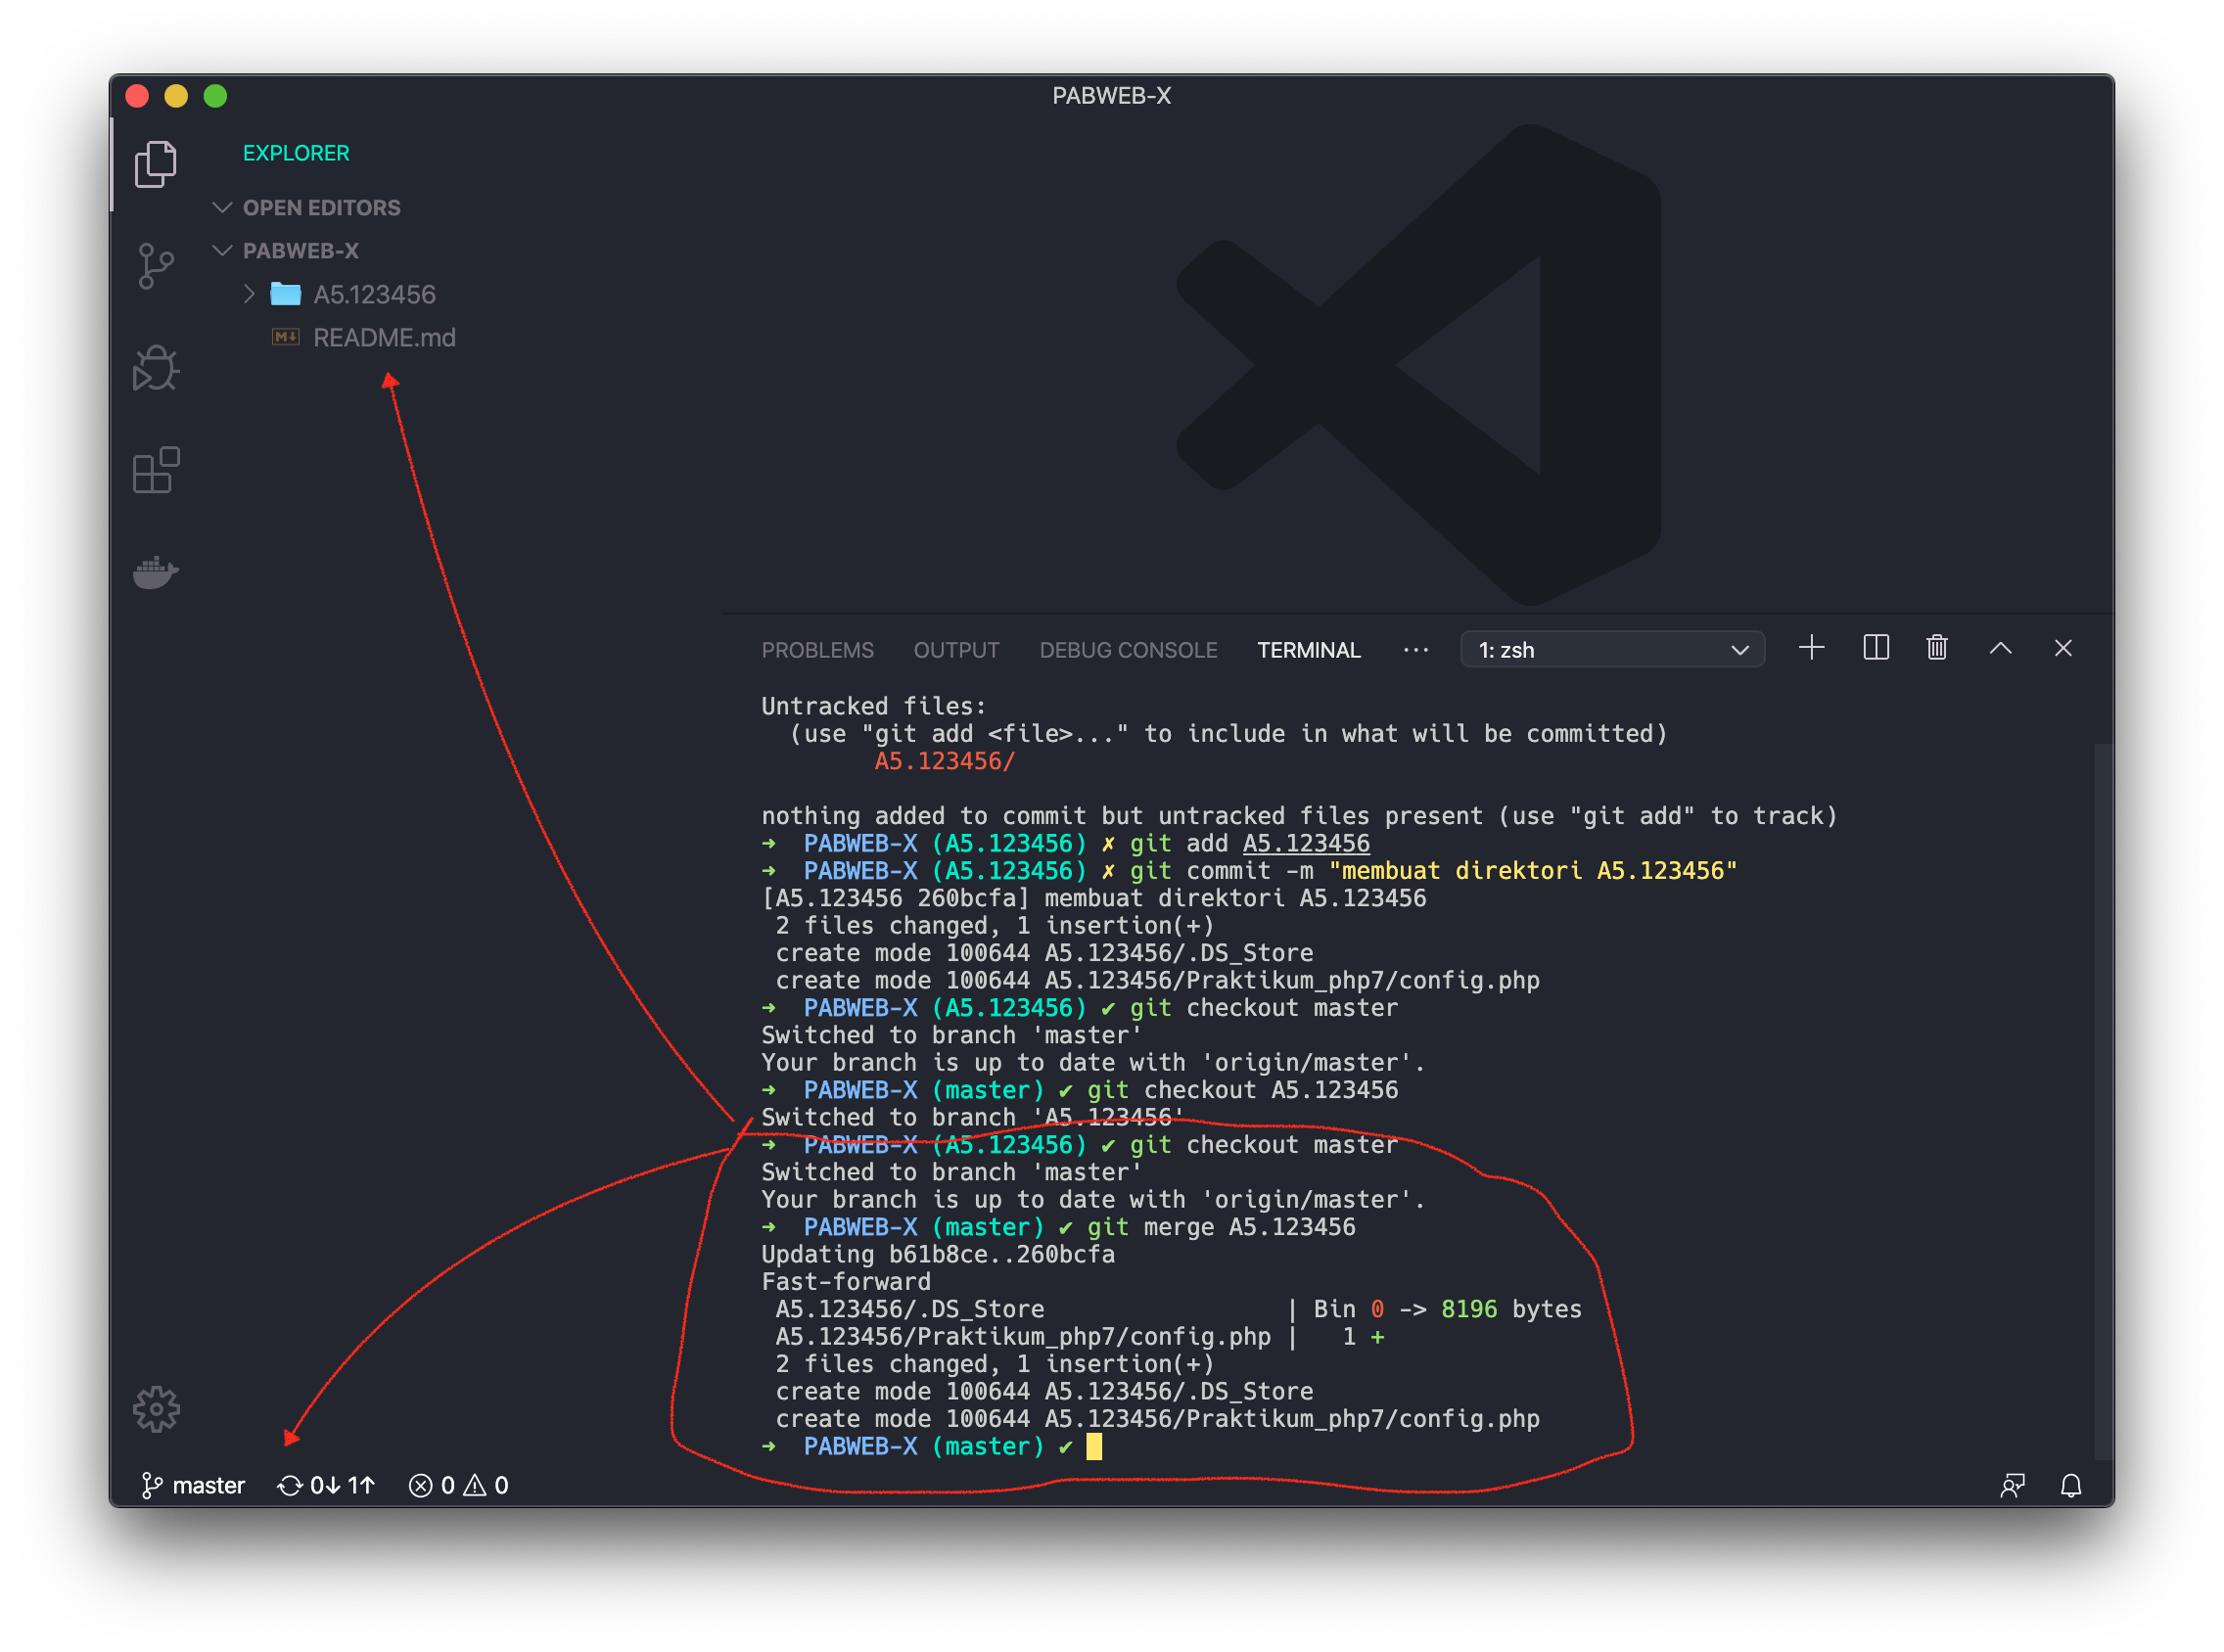 PABWEB-X
EXPLORER
OPEN EDITORS
PABWEB-X
A5.123456
README.md
PROBLEMS OUTPUT DEBUG CONSOLE TERMINAL ··· 1: zsh
Untracked files:
(use "git add <file>..." to include in what will be committed)
A5.123456/
nothing added to commit but untracked files present (use "git add" to track)
➜ PABWEB-X (A5.123456) ✗ git add A5.123456
➜ PABWEB-X (A5.123456) ✗ git commit -m "membuat direktori A5.123456"
[A5.123456 260bcfa] membuat direktori A5.123456
2 files changed, 1 insertion(+)
create mode 100644 A5.123456/.DS_Store
create mode 100644 A5.123456/Praktikum_php7/config.php
➜ PABWEB-X (A5.123456) ✔ git checkout master
Switched to branch 'master'
Your branch is up to date with 'origin/master'.
➜ PABWEB-X (master) ✔ git checkout A5.123456
Switched to branch 'A5.123456'
➜ PABWEB-X (A5.123456) ✔ git checkout master
Switched to branch 'master'
Your branch is up to date with 'origin/master'.
➜ PABWEB-X (master) ✔ git merge A5.123456
Updating b61b8ce..260bcfa
Fast-forward
A5.123456/.DS_Store | Bin 0 -> 8196 bytes
A5.123456/Praktikum_php7/config.php | 1 +
2 files changed, 1 insertion(+)
create mode 100644 A5.123456/.DS_Store
create mode 100644 A5.123456/Praktikum_php7/config.php
➜ PABWEB-X (master) ✔
master 0↓ 1↑ 0 0